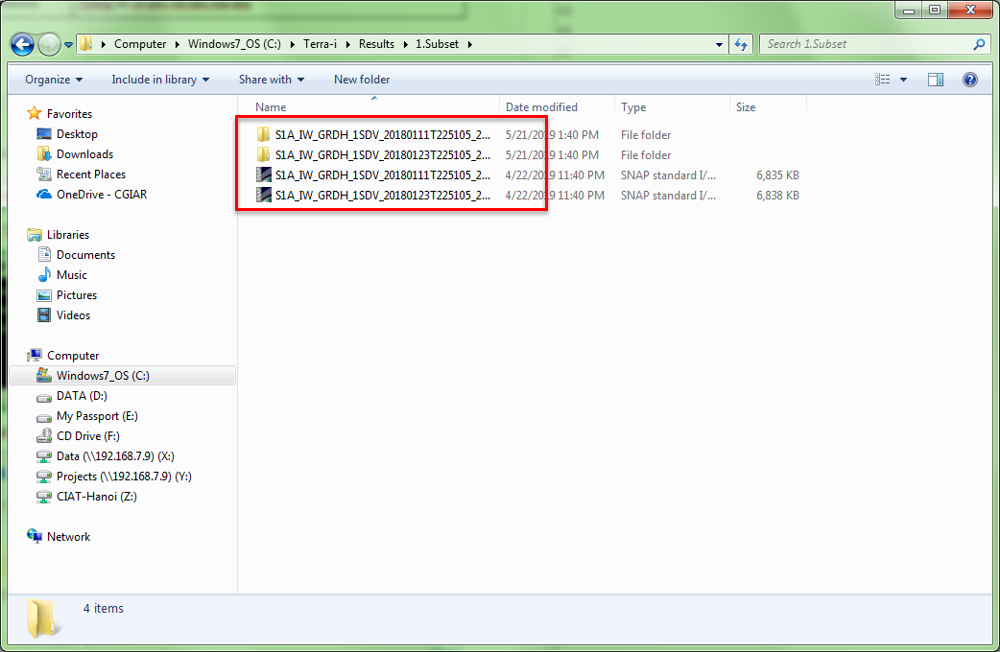 Computer Windows7_OS (C:) Terra-i Results 1.Subset
Search 1.Subset
Organize Include in library Share with New folder
Name Date modified Type Size
S1A_IW_GRDH_1SDV_20180111T225105_2... 5/21/2019 1:40 PM File folder
S1A_IW_GRDH_1SDV_20180123T225105_2... 5/21/2019 1:40 PM File folder
S1A_IW_GRDH_1SDV_20180111T225105_2... 4/22/2019 11:40 PM SNAP standard I/... 6,835 KB
S1A_IW_GRDH_1SDV_20180123T225105_2... 4/22/2019 11:40 PM SNAP standard I/... 6,838 KB
Favorites
Desktop
Downloads
Recent Places
OneDrive - CGIAR
Libraries
Documents
Music
Pictures
Videos
Computer
Windows7_OS (C:)
DATA (D:)
My Passport (E:)
CD Drive (F:)
Data (\\192.168.7.9) (X:)
Projects (\\192.168.7.9) (Y:)
CIAT-Hanoi (Z:)
Network
4 items